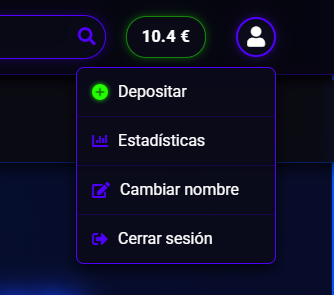 10.4 €
Depositar
Estadísticas
Cambiar nombre
Cerrar sesión